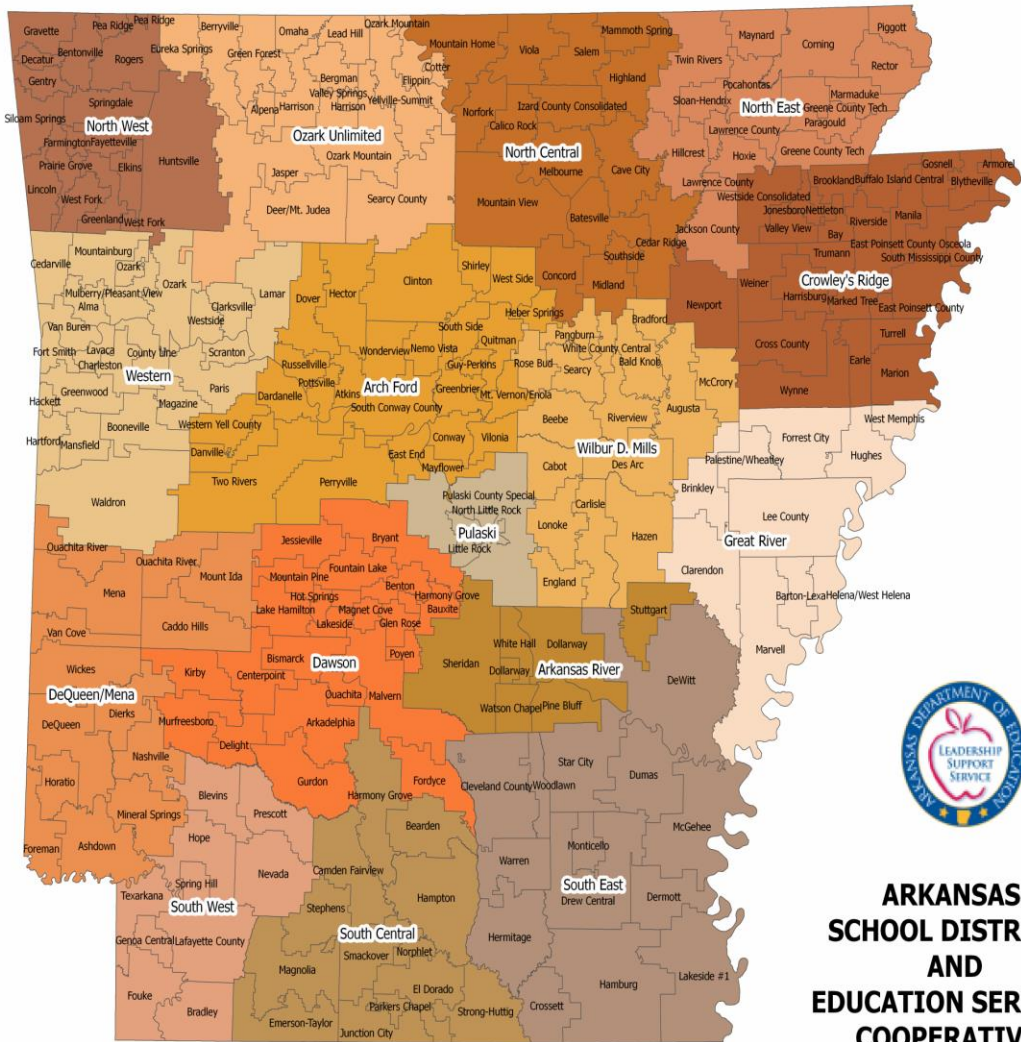 Gravette
Pea Ridge
Pea Ridge
Decatur
Bentonville
Rogers
Gentry
Springdale
Siloam Springs
North West
Farmington
Fayetteville
Prairie Grove
Elkins
Huntsville
Lincoln
West Fork
Greenland
West Fork
Berryville
Omaha
Ozark Mountain
Lead Hill
Eureka Springs
Green Forest
Cotter
Bergman
Flippin
Valley Springs
Alpena
Harrison
Harrison
Yellville-Summit
Ozark Unlimited
Ozark Mountain
Jasper
Deer/Mt. Judea
Searcy County
Mountain Home
Viola
Salem
Mammoth Spring
Highland
Norfork
Izard County Consolidated
Calico Rock
North Central
Melbourne
Cave City
Mountain View
Batesville
Cedar Ridge
Southside
Concord
Midland
Maynard
Corning
Piggott
Twin Rivers
Rector
Pocahontas
Marmaduke
Sloan-Hendrix
North East
Greene County Tech
Paragould
Lawrence County
Hillcrest
Hoxie
Greene County Tech
Lawrence County
Jackson County
Gosnell
Armorel
Westside Consolidated
Brookland
Buffalo Island Central
Blytheville
Jonesboro
Nettleton
Valley View
Bay
Riverside
Manila
East Poinsett County
Osceola
Trumann
South Mississippi County
Weiner
Crowley's Ridge
Newport
Harrisburg
Marked Tree
East Poinsett County
Cross County
Turrell
Earle
Marion
Wynne
Mountainburg
Cedarville
Ozark
Ozark
Mulberry/Pleasant View
Lamar
Alma
Clarksville
Van Buren
Westside
Fort Smith
Lavaca
County Line
Scranton
Charleston
Western
Greenwood
Paris
Hackett
Magazine
Booneville
Hartford
Mansfield
Waldron
Clinton
Shirley
West Side
Dover
Hector
Heber Springs
South Side
Wonderview
Nemo Vista
Quitman
Russellville
Guy-Perkins
Pottsville
Arch Ford
Dardanelle
Atkins
Greenbrier
Mt. Vernon/Enola
South Conway County
Western Yell County
Danville
Conway
Vilonia
East End
Mayflower
Two Rivers
Perryville
Bradford
Pangburn
White County Central
Rose Bud
Searcy
Bald Knob
McCrory
Augusta
Beebe
Riverview
Wilbur D. Mills
Cabot
Des Arc
Carlisle
Lonoke
Hazen
England
Pulaski County Special
North Little Rock
Pulaski
Little Rock
West Memphis
Forrest City
Palestine/Wheatley
Hughes
Brinkley
Lee County
Great River
Clarendon
Barton-Lexa
Helena/West Helena
Marvell
Ouachita River
Ouachita River
Mena
Mount Ida
Van Cove
Caddo Hills
Wickes
DeQueen/Mena
DeQueen
Dierks
Nashville
Horatio
Mineral Springs
Foreman
Ashdown
Jessieville
Bryant
Fountain Lake
Mountain Pine
Benton
Hot Springs
Harmony Grove
Lake Hamilton
Magnet Cove
Bauxite
Lakeside
Glen Rose
Poyen
Bismarck
Dawson
Kirby
Centerpoint
Ouachita
Malvern
Murfreesboro
Arkadelphia
Delight
Gurdon
Fordyce
Stuttgart
White Hall
Dollarway
Sheridan
Arkansas River
Dollarway
Watson Chapel
Pine Bluff
DeWitt
Star City
Cleveland County
Woodlawn
Dumas
McGehee
Monticello
Warren
South East
Drew Central
Dermott
Hermitage
Hamburg
Lakeside #1
Crossett
Blevins
Prescott
Hope
Nevada
Spring Hill
Texarkana
South West
Genoa Central
Lafayette County
Fouke
Bradley
Harmony Grove
Bearden
Camden Fairview
Hampton
Stephens
South Central
Smackover
Norphlet
Magnolia
El Dorado
Parkers Chapel
Strong-Huttig
Emerson-Taylor
Junction City
ARKANSAS DEPARTMENT OF EDUCATION
LEADERSHIP
SUPPORT
SERVICE
ARKANSAS
SCHOOL DISTR
AND
EDUCATION SER
COOPERATIV